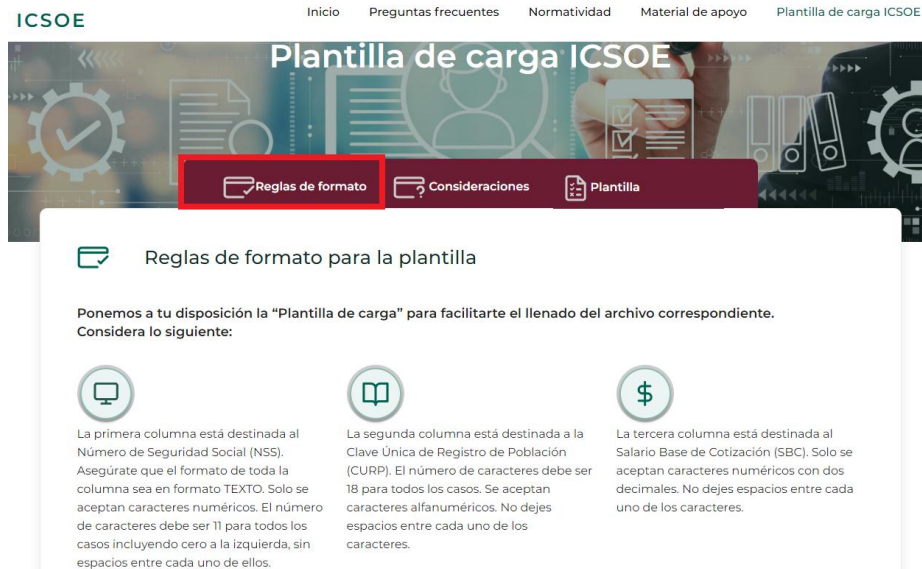 ICSOE
Inicio Preguntas frecuentes Normatividad Material de apoyo Plantilla de carga ICSOE
Plantilla de carga ICSOE
Reglas de formato Consideraciones Plantilla
Reglas de formato para la plantilla
Ponemos a tu disposición la “Plantilla de carga” para facilitarte el llenado del archivo correspondiente.
Considera lo siguiente:
La primera columna está destinada al
Número de Seguridad Social (NSS).
Asegúrate que el formato de toda la
columna sea en formato TEXTO. Solo se
aceptan caracteres numéricos. El número
de caracteres debe ser 11 para todos los
casos incluyendo cero a la izquierda, sin
espacios entre cada uno de ellos.
La segunda columna está destinada a la
Clave Única de Registro de Población
(CURP). El número de caracteres debe ser
18 para todos los casos. Se aceptan
caracteres alfanuméricos. No dejes
espacios entre cada uno de los
caracteres.
La tercera columna está destinada al
Salario Base de Cotización (SBC). Solo se
aceptan caracteres numéricos con dos
decimales. No dejes espacios entre cada
uno de los caracteres.